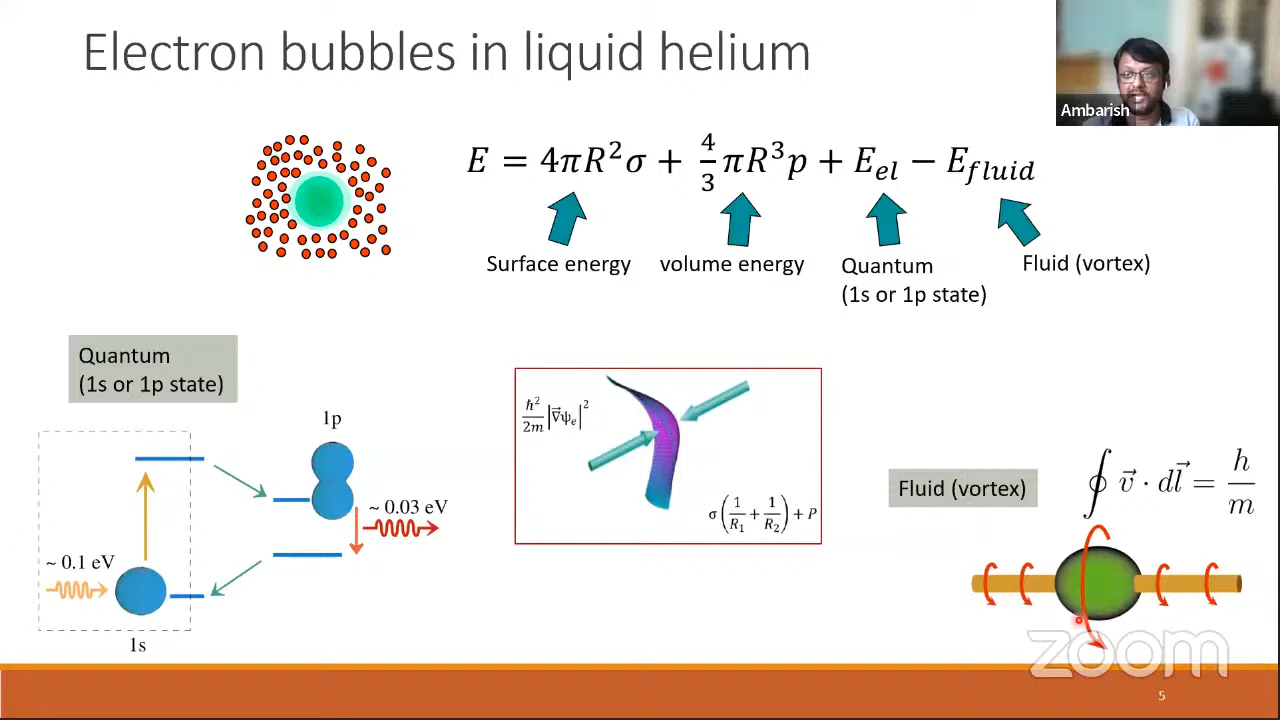 Electron bubbles in liquid helium
Ambarish
E = 4πR²σ + 4/3 πR³p + E_el − E_fluid
Surface energy
volume energy
Quantum
(1s or 1p state)
Fluid (vortex)
Quantum
(1s or 1p state)
1p
~ 0.03 eV
~ 0.1 eV
1s
ħ²/2m |∇⃗ψₑ|²
σ(1/R₁ + 1/R₂) + P
Fluid (vortex)
∮ v⃗ · dl⃗ = h/m
zoom
5